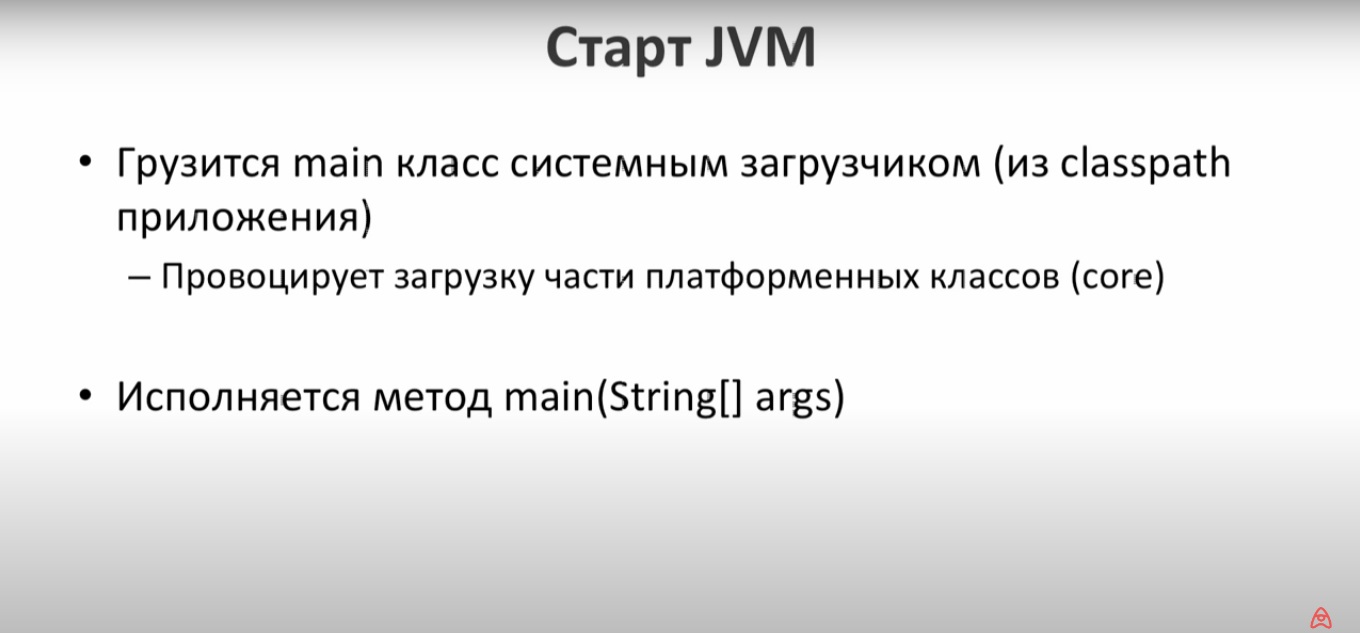 Старт JVM
• Грузится main класс системным загрузчиком (из classpath
приложения)
– Провоцирует загрузку части платформенных классов (core)
• Исполняется метод main(String[] args)